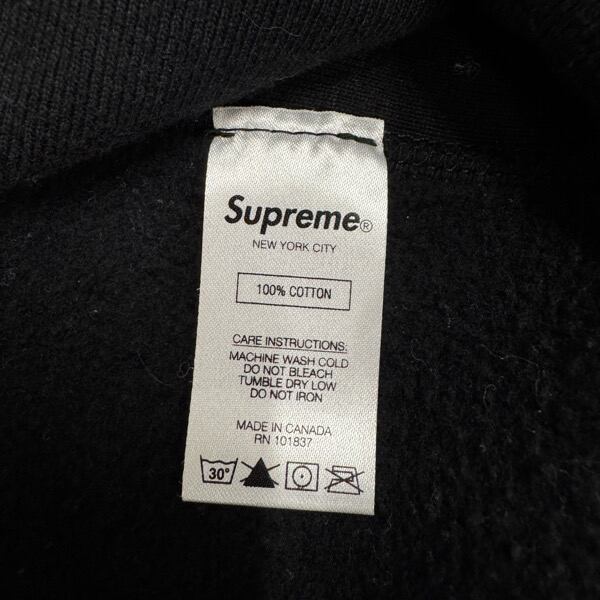 Supreme®
NEW YORK CITY
100% COTTON
CARE INSTRUCTIONS:
MACHINE WASH COLD
DO NOT BLEACH
TUMBLE DRY LOW
DO NOT IRON
MADE IN CANADA
RN 101837
30°